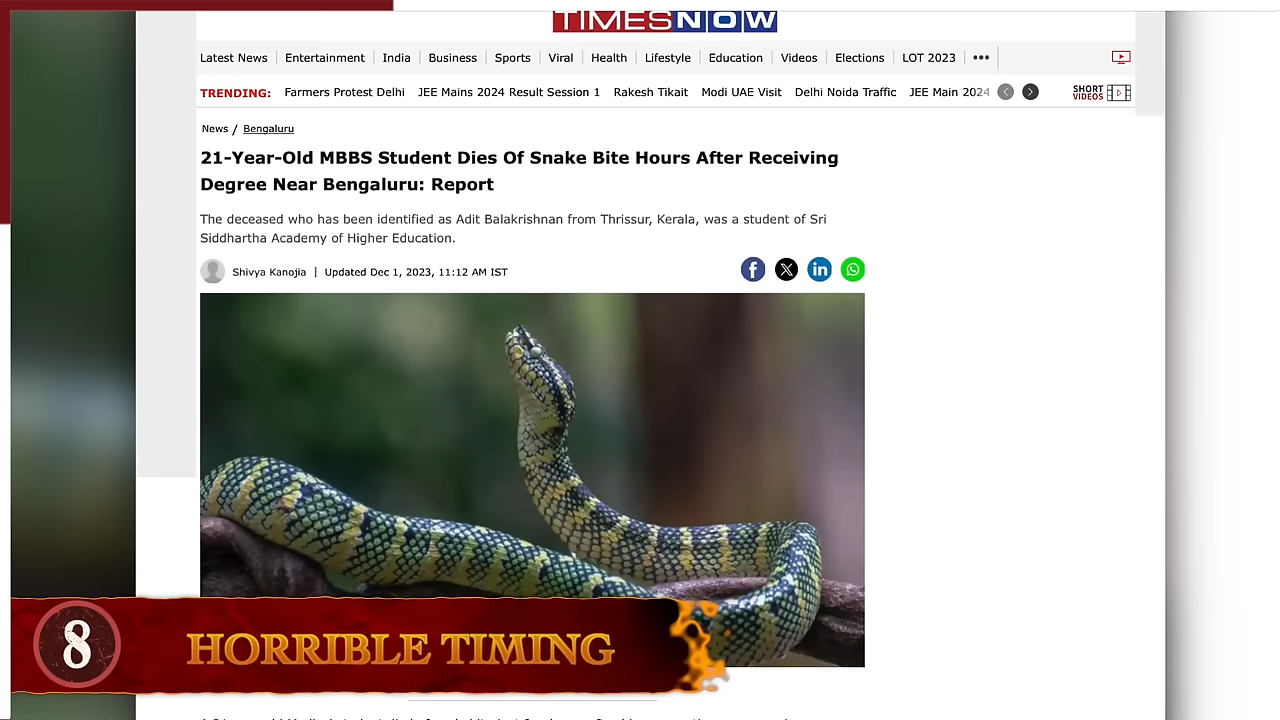 TIMES NOW
Latest News Entertainment India Business Sports Viral Health Lifestyle Education Videos Elections LOT 2023
TRENDING: Farmers Protest Delhi JEE Mains 2024 Result Session 1 Rakesh Tikait Modi UAE Visit Delhi Noida Traffic JEE Main 2024
SHORT
VIDEOS
News / Bengaluru
21-Year-Old MBBS Student Dies Of Snake Bite Hours After Receiving
Degree Near Bengaluru: Report
The deceased who has been identified as Adit Balakrishnan from Thrissur, Kerala, was a student of Sri
Siddhartha Academy of Higher Education.
Shivya Kanojia | Updated Dec 1, 2023, 11:12 AM IST
8 HORRIBLE TIMING